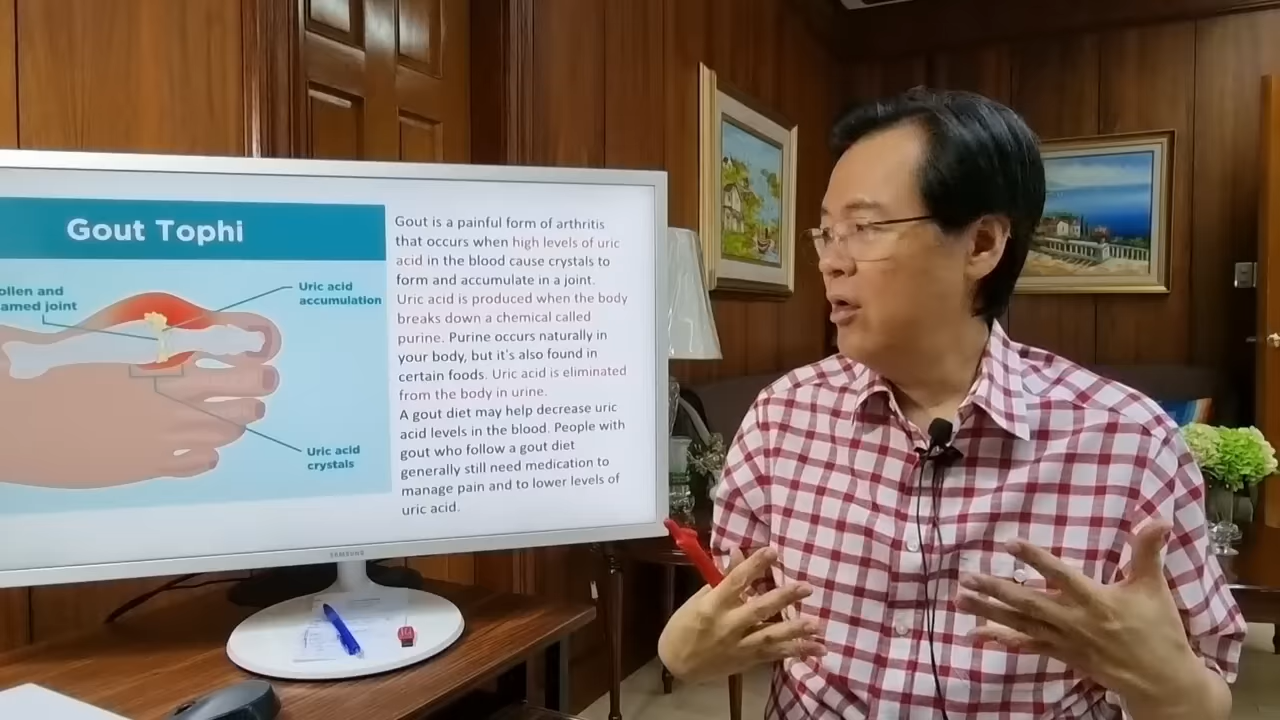 Gout Tophi
ollen and
amed joint
Uric acid
accumulation
Uric acid
crystals
Gout is a painful form of arthritis
that occurs when high levels of uric
acid in the blood cause crystals to
form and accumulate in a joint.
Uric acid is produced when the body
breaks down a chemical called
purine. Purine occurs naturally in
your body, but it's also found in
certain foods. Uric acid is eliminated
from the body in urine.
A gout diet may help decrease uric
acid levels in the blood. People with
gout who follow a gout diet
generally still need medication to
manage pain and to lower levels of
uric acid.
SAMSUNG